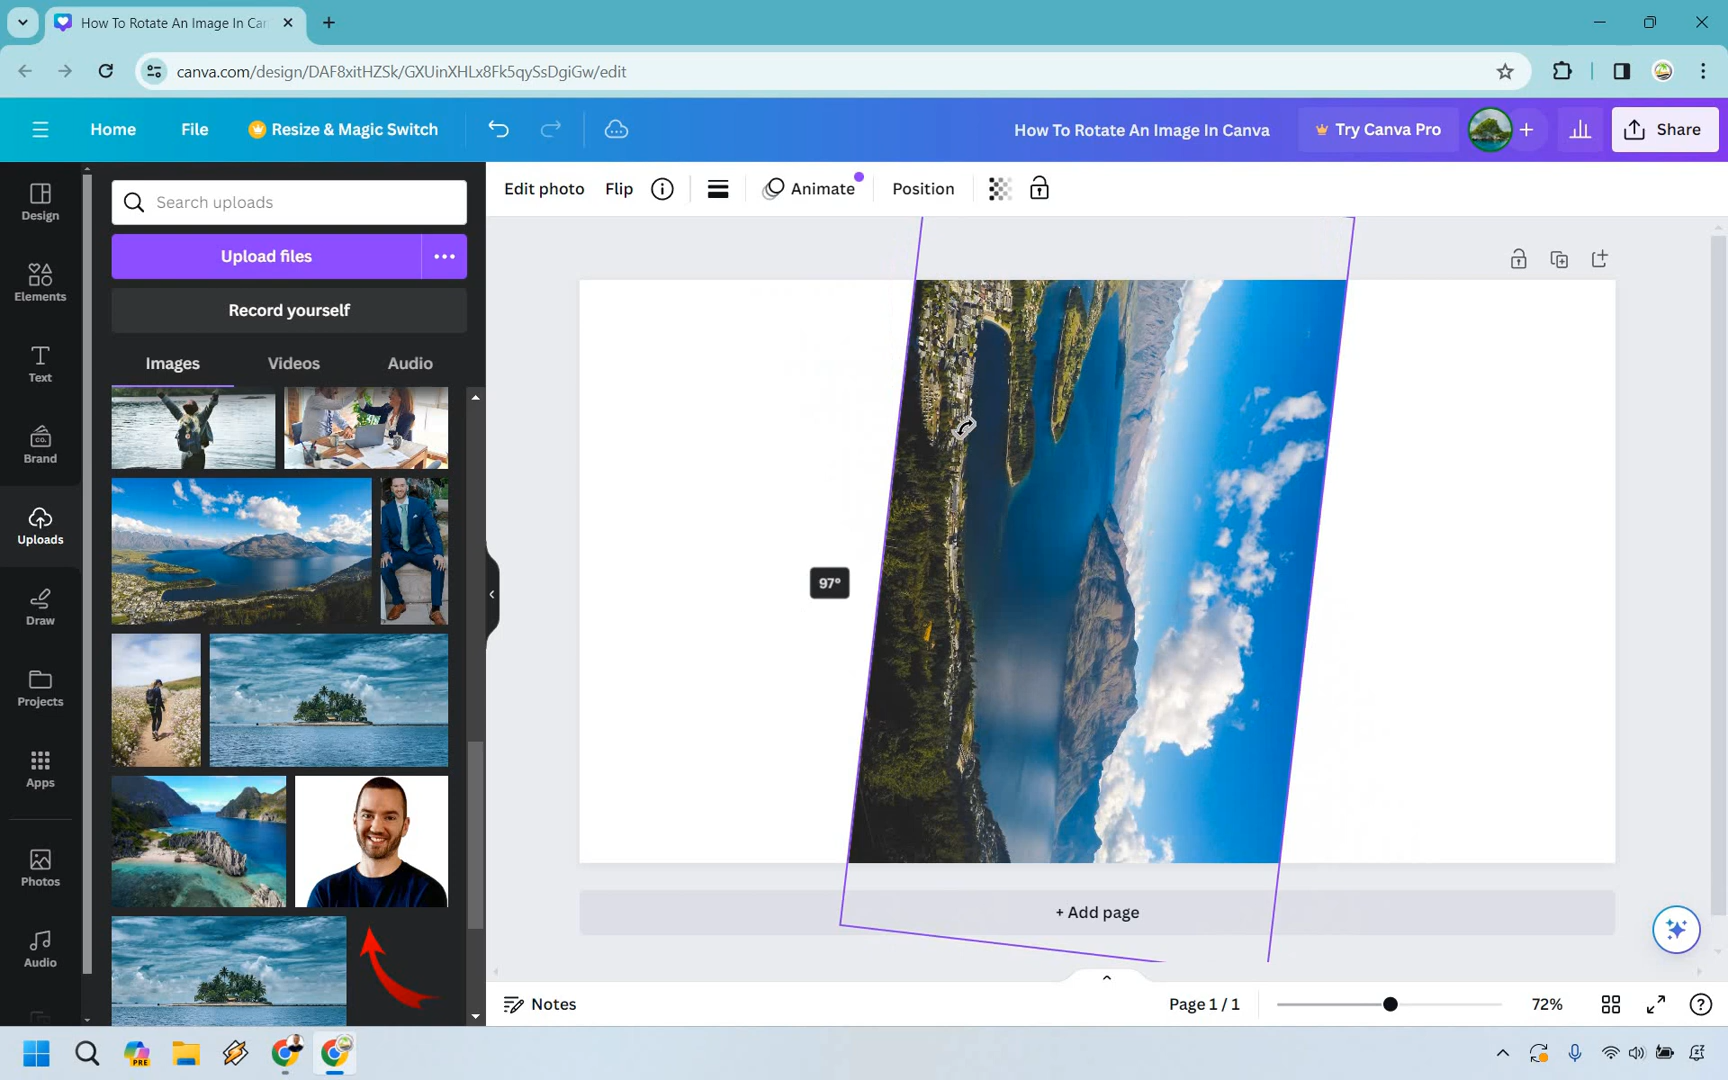 How To Rotate An Image In Can
canva.com/design/DAF8xitHZSk/GXUinXHLx8Fk5qySsDgiGw/edit
Home
File
Resize & Magic Switch
How To Rotate An Image In Canva
Try Canva Pro
Share
Design
Elements
Text
CO.
Brand
Uploads
Draw
Projects
Apps
Photos
Audio
Search uploads
Upload files
Record yourself
Images
Videos
Audio
Edit photo
Flip
Animate
Position
97°
+ Add page
Notes
Page 1 / 1
72%
PRE